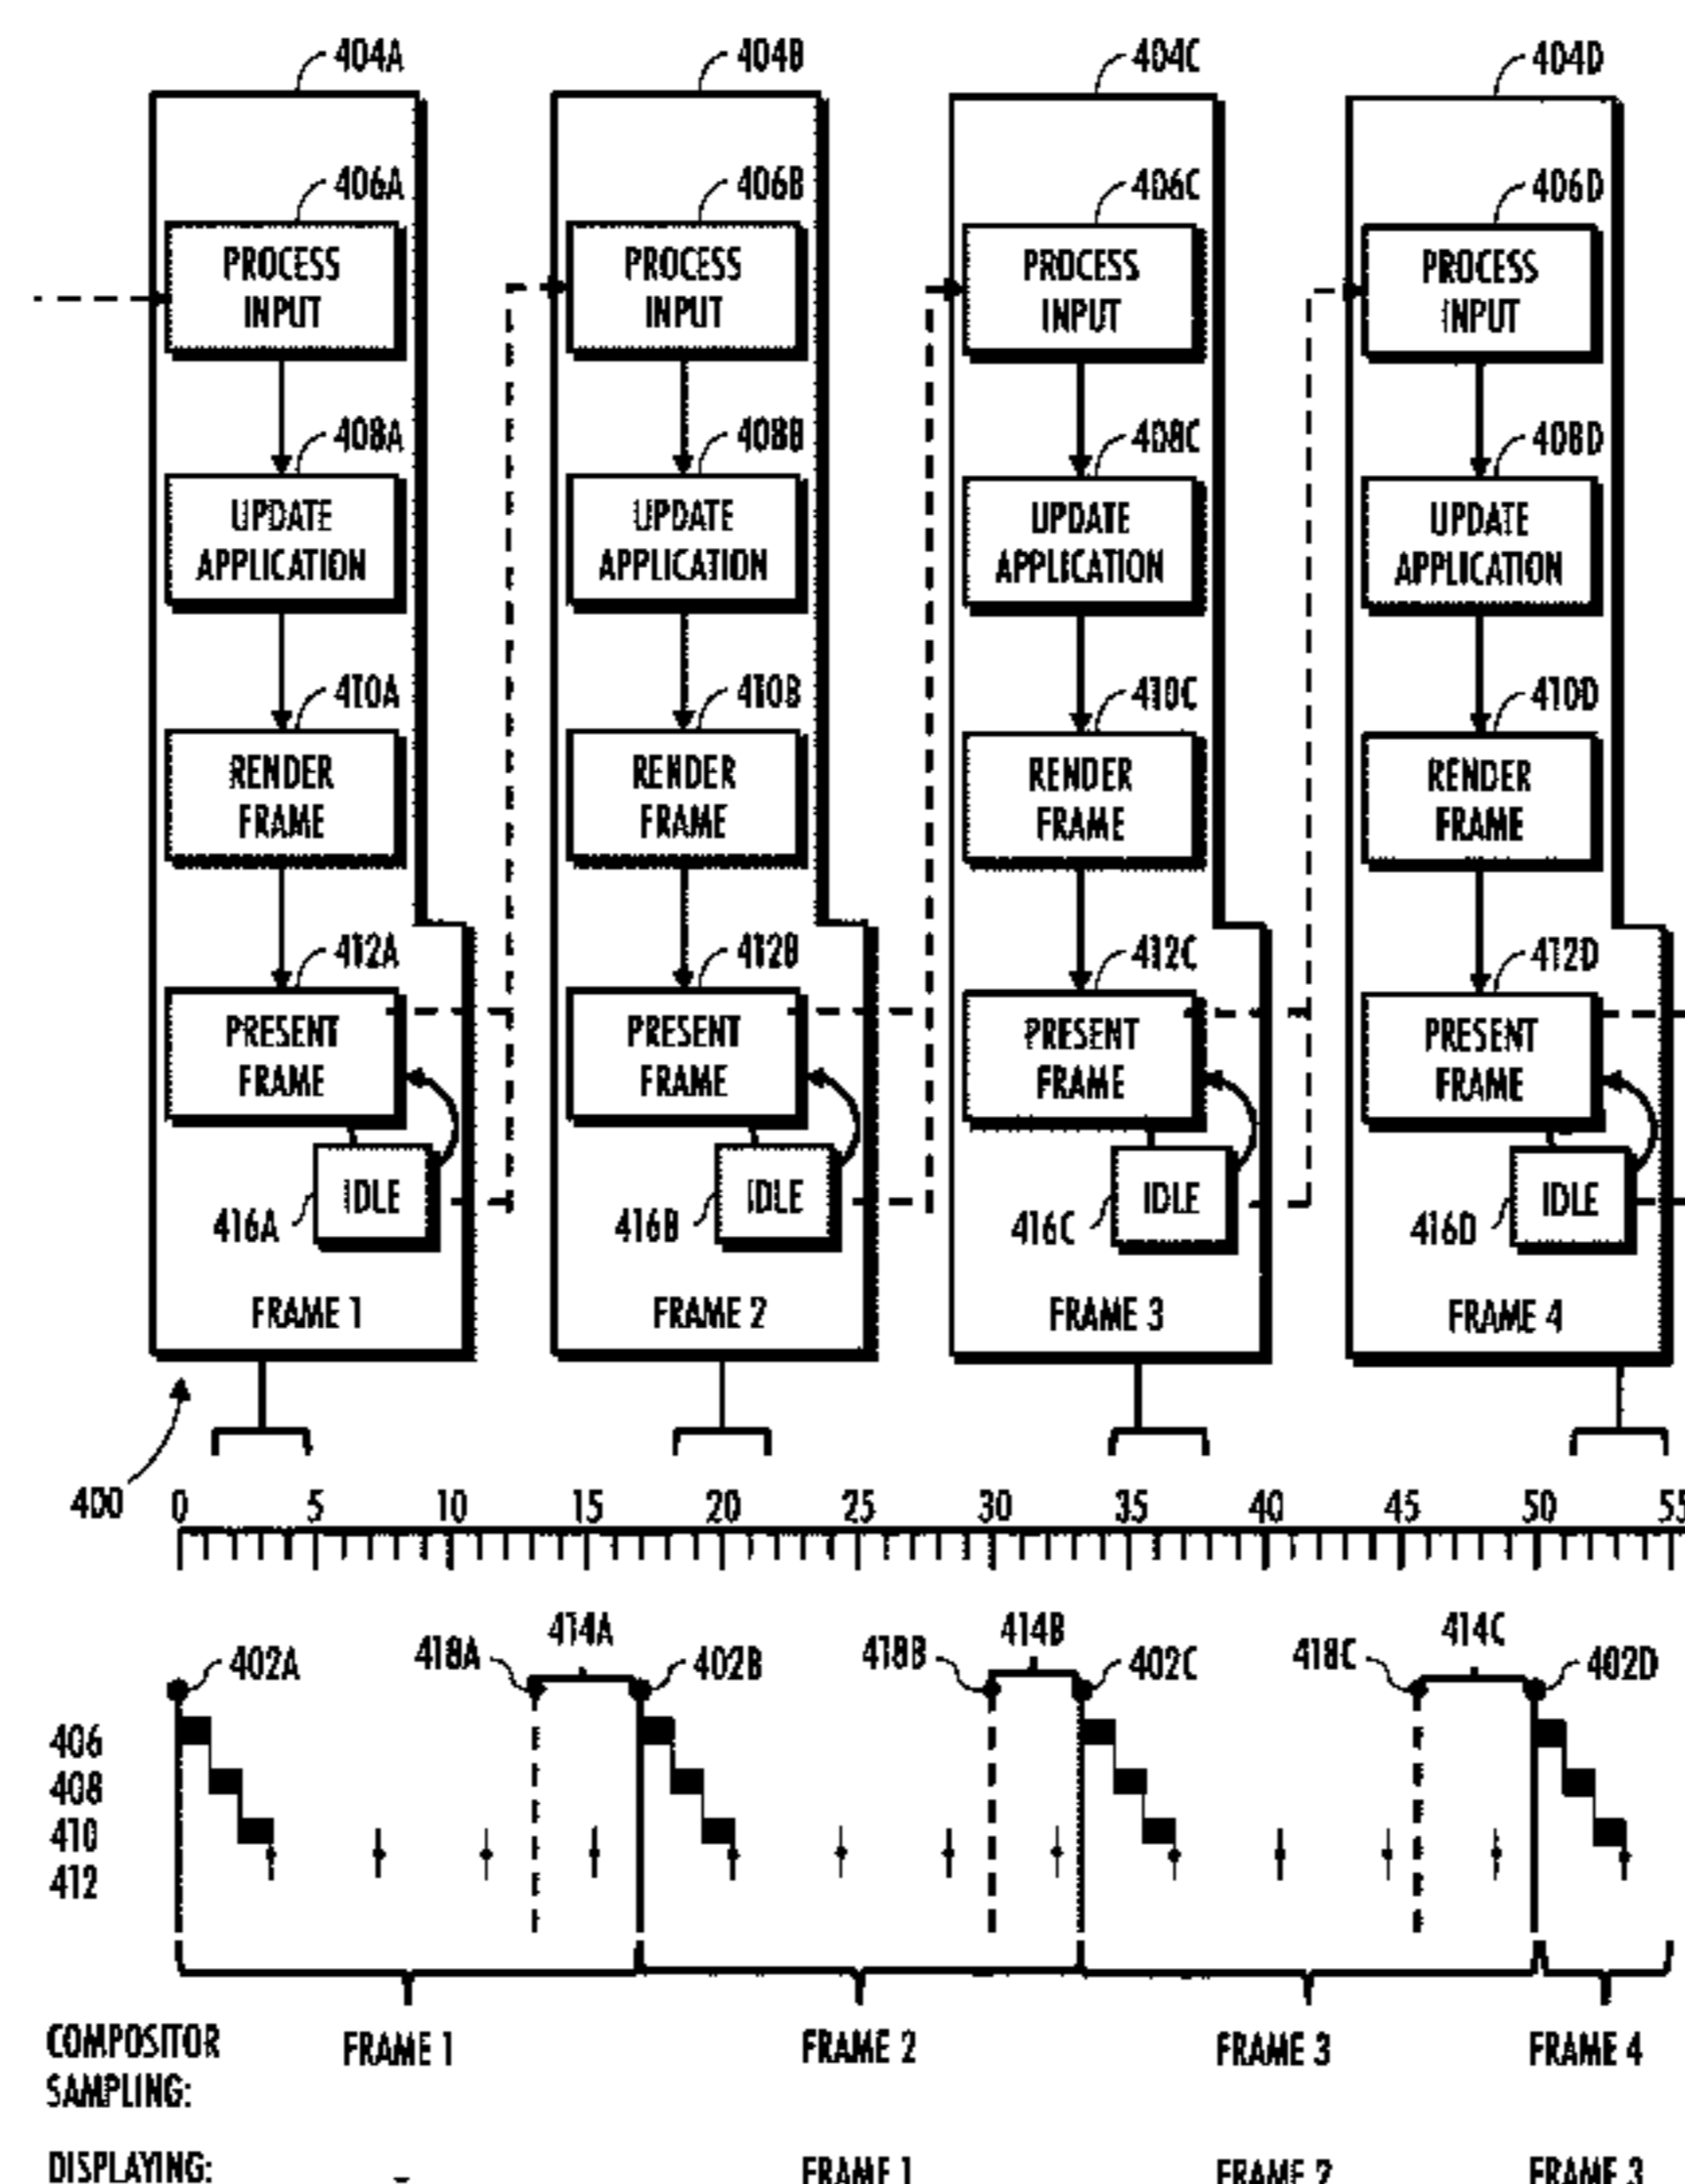 404A 404B 404C 404D
406A 406B 406C 406D
PROCESS PROCESS PROCESS PROCESS
INPUT INPUT INPUT INPUT
408A 408B 408C 408D
UPDATE UPDATE UPDATE UPDATE
APPLICATION APPLICATION APPLICATION APPLICATION
410A 410B 410C 410D
RENDER RENDER RENDER RENDER
FRAME FRAME FRAME FRAME
412A 412B 412C 412D
PRESENT PRESENT PRESENT PRESENT
FRAME FRAME FRAME FRAME
IDLE IDLE IDLE IDLE
416A 416B 416C 416D
FRAME 1 FRAME 2 FRAME 3 FRAME 4
400 0 5 10 15 20 25 30 35 40 45 50 55
414A 414B 414C
402A 418A 402B 418B 402C 418C 402D
406
408
410
412
COMPOSITOR FRAME 1 FRAME 2 FRAME 3 FRAME 4
SAMPLING:
DISPLAYING: FRAME 1 FRAME 2 FRAME 3